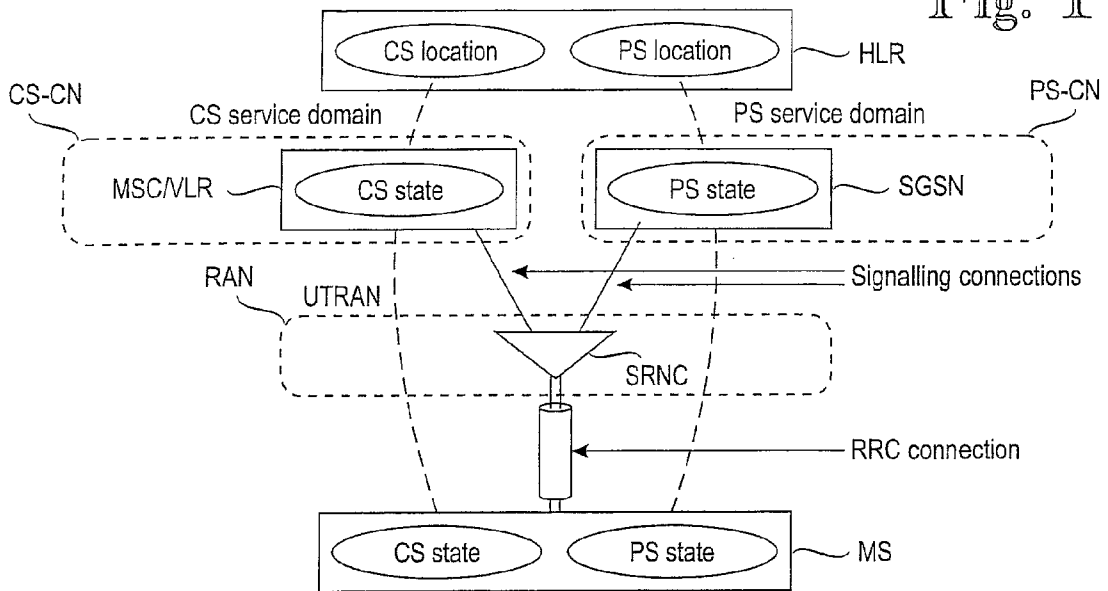 Fig. 1
CS location
PS location
HLR
CS-CN
PS-CN
CS service domain
PS service domain
MSC/VLR
CS state
PS state
SGSN
RAN
UTRAN
Signalling connections
SRNC
RRC connection
CS state
PS state
MS